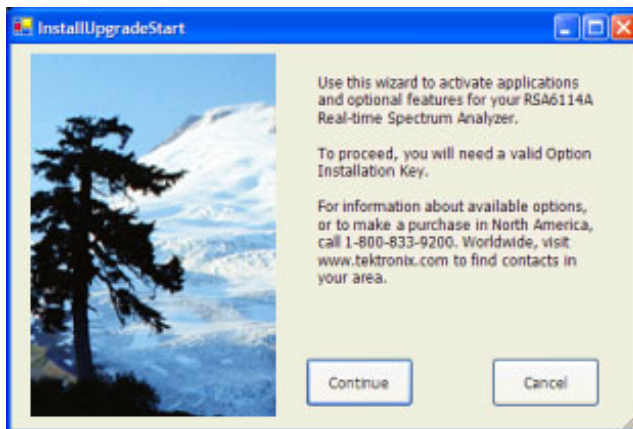 InstallUpgradeStart
Use this wizard to activate applications
and optional features for your RSA6114A
Real-time Spectrum Analyzer.
To proceed, you will need a valid Option
Installation Key.
For information about available options,
or to make a purchase in North America,
call 1-800-833-9200. Worldwide, visit
www.tektronix.com to find contacts in
your area.
Continue
Cancel